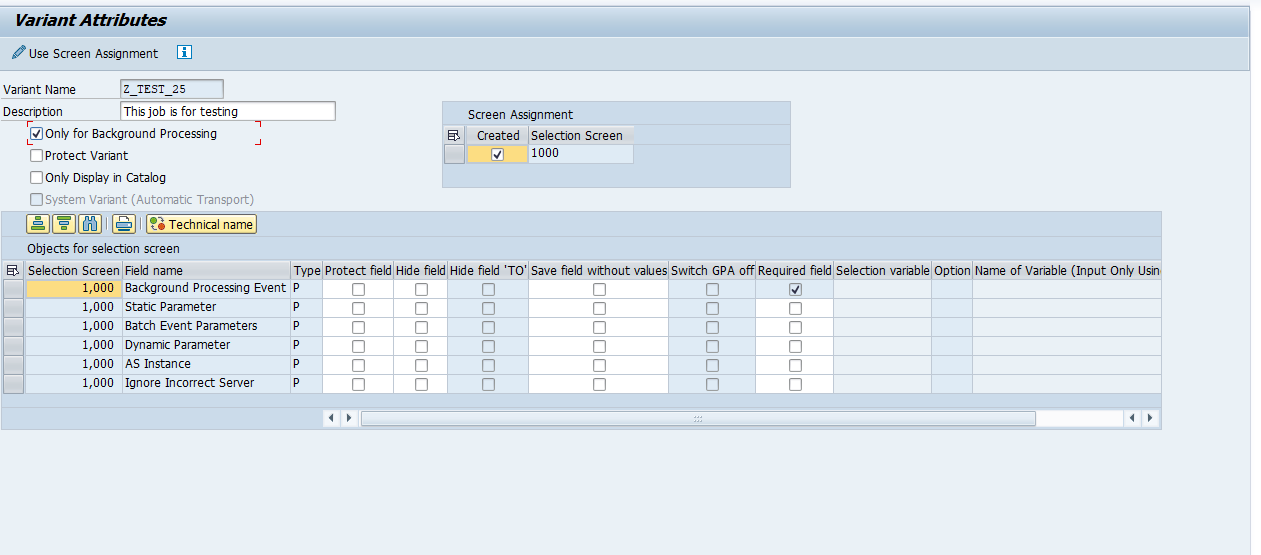 Variant Attributes
Use Screen Assignment
Variant Name Z_TEST_25
Description This job is for testing
Only for Background Processing
Protect Variant
Only Display in Catalog
System Variant (Automatic Transport)
Screen Assignment
Created Selection Screen
1000
Technical name
Objects for selection screen
Selection Screen Field name Type Protect field Hide field Hide field 'TO' Save field without values Switch GPA off Required field Selection variable Option Name of Variable (Input Only Usin
1,000 Background Processing Event P
1,000 Static Parameter P
1,000 Batch Event Parameters P
1,000 Dynamic Parameter P
1,000 AS Instance P
1,000 Ignore Incorrect Server P